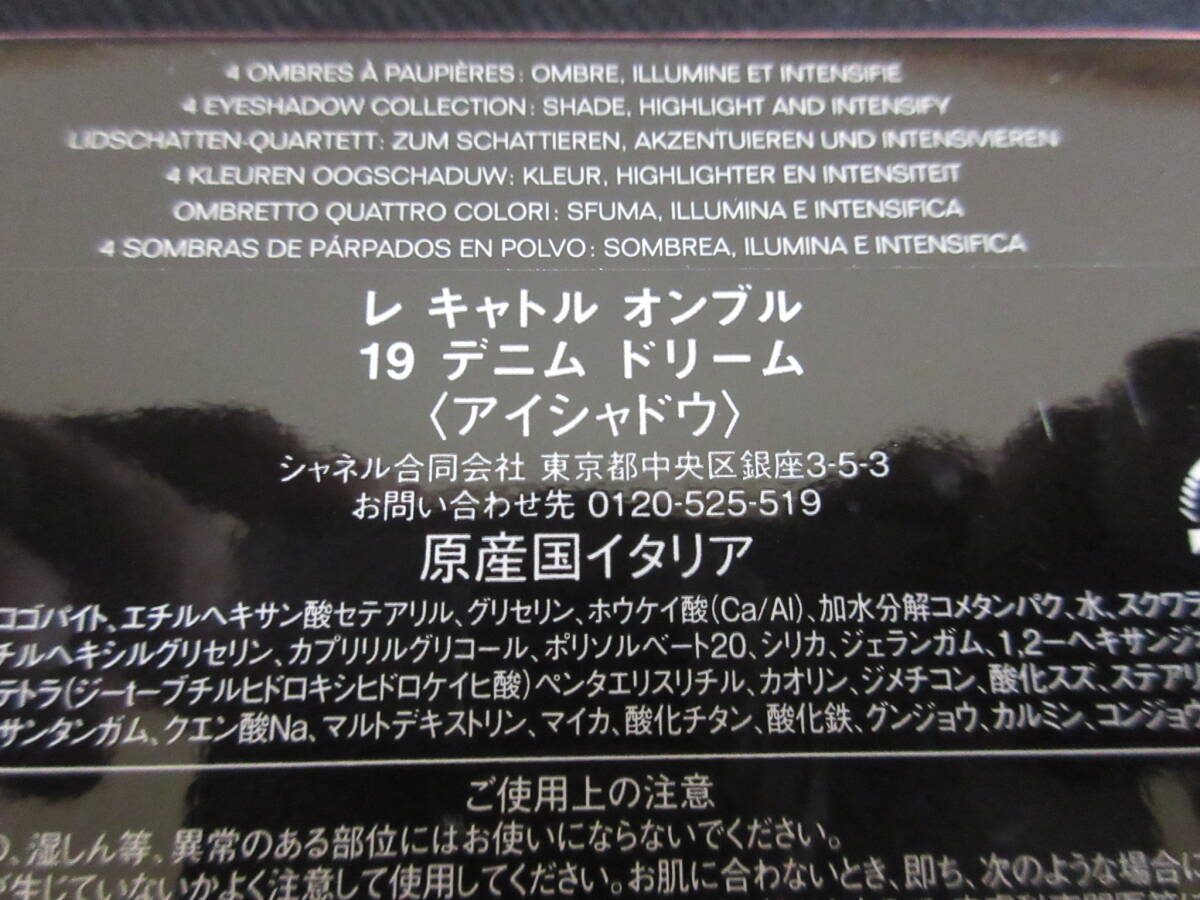 4 OMBRES À PAUPIÈRES: OMBRE, ILLUMINE ET INTENSIFIE
4 EYESHADOW COLLECTION: SHADE, HIGHLIGHT AND INTENSIFY
LIDSCHATTEN-QUARTETT: ZUM SCHATTIEREN, AKZENTUIEREN UND INTENSIVIEREN
4 KLEUREN OOGSCHADUW: KLEUR, HIGHLIGHTER EN INTENSITEIT
OMBRETTO QUATTRO COLORI: SFUMA, ILLUMINA E INTENSIFICA
4 SOMBRAS DE PÁRPADOS EN POLVO: SOMBREA, ILUMINA E INTENSIFICA
レ キャトル オンブル
19 デニム ドリーム
〈アイシャドウ〉
シャネル合同会社 東京都中央区銀座3-5-3
お問い合わせ先 0120-525-519
原産国イタリア
コゴパイト、エチルヘキサン酸セテアリル、グリセリン、ホウケイ酸(Ca/Al)、加水分解コメタンパク、水、スクワラ
チルヘキシルグリセリン、カプリリルグリコール、ポリソルベート20、シリカ、ジェランガム、1,2-ヘキサンジ
テトラ(ジ-t-ブチルヒドロキシヒドロケイヒ酸)ペンタエリスリチル、カオリン、ジメチコン、酸化スズ、ステアリ
サンタンガム、クエン酸Na、マルトデキストリン、マイカ、酸化チタン、酸化鉄、グンジョウ、カルミン、コンジョウ
ご使用上の注意
、湿しん等、異常のある部位にはお使いにならないでください。
が生じていないかよく注意して使用してください。お肌に合わないとき、即ち、次のような場合に